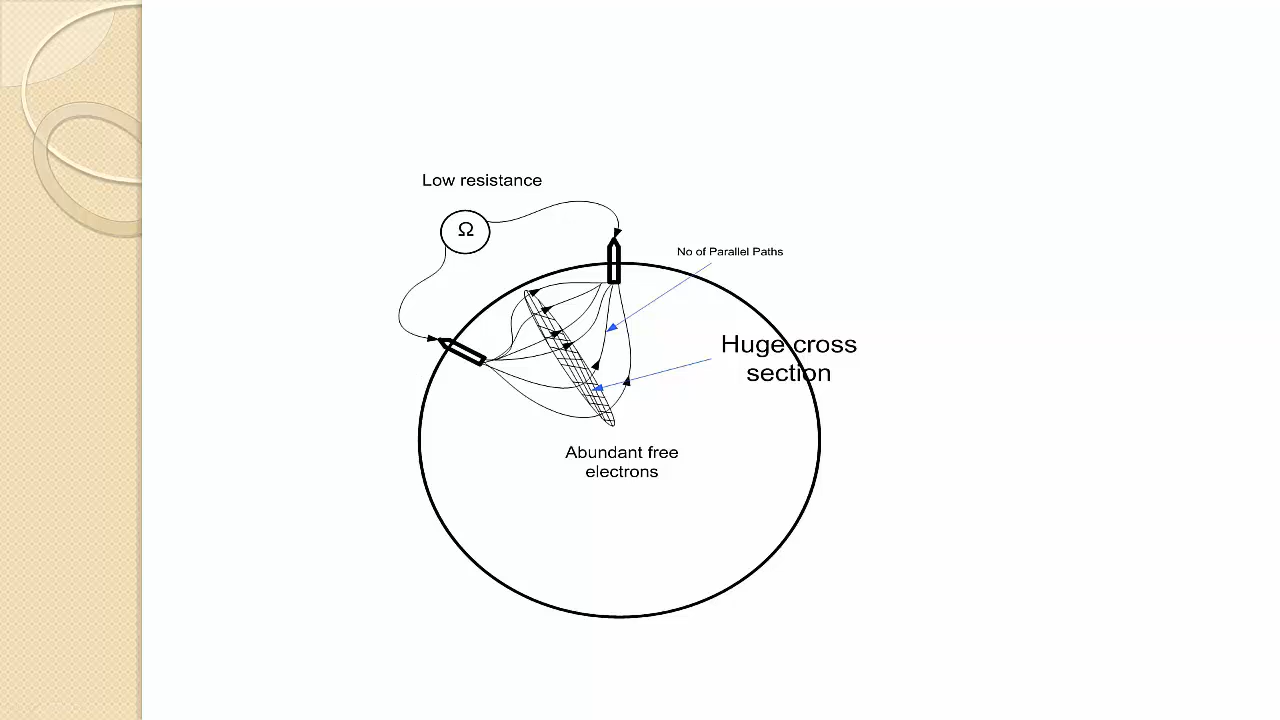 Low resistance
Ω
No of Parallel Paths
Huge cross
section
Abundant free
electrons